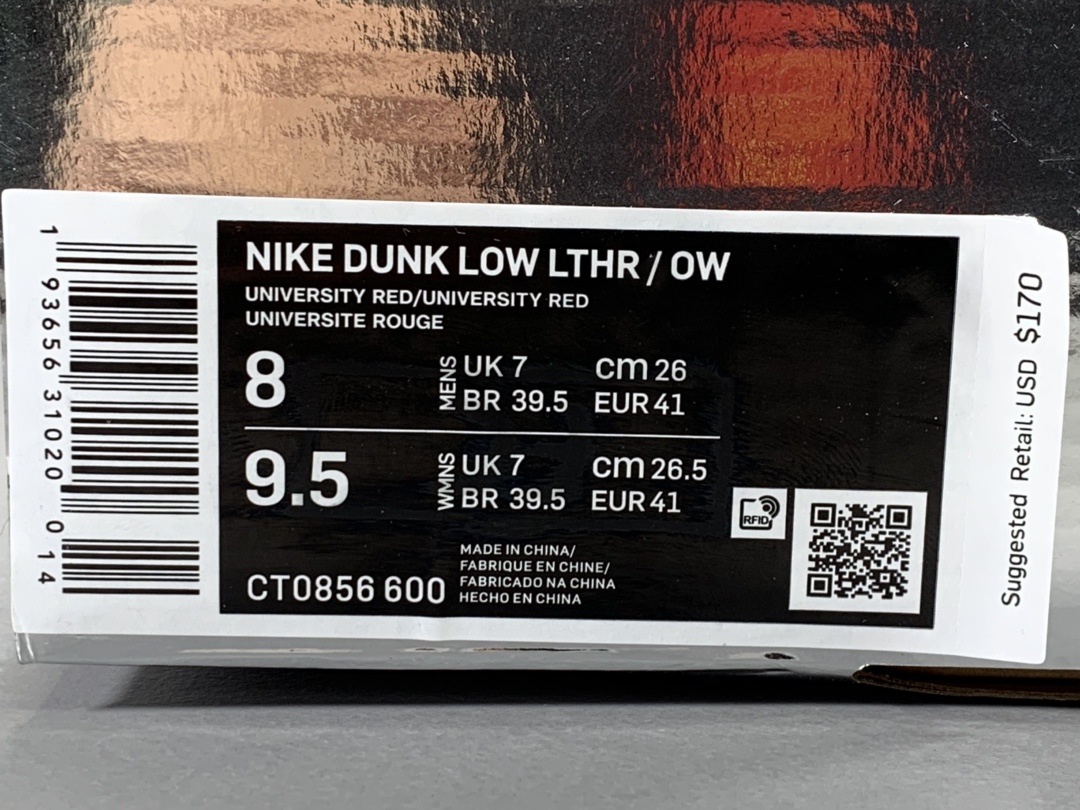 NIKE DUNK LOW LTHR / OW
UNIVERSITY RED/UNIVERSITY RED
UNIVERSITE ROUGE
8
MENS
UK 7
cm 26
BR 39.5
EUR 41
9.5
WMNS
UK 7
cm 26.5
BR 39.5
EUR 41
RFID
CT0856 600
MADE IN CHINA/
FABRIQUE EN CHINE/
FABRICADO NA CHINA
HECHO EN CHINA
1 93656 31020 0 14
Suggested Retail: USD $170